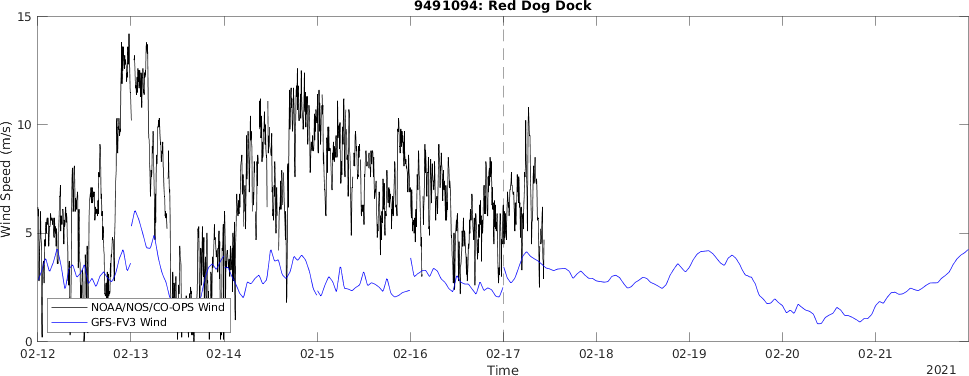 9491094: Red Dog Dock
Wind Speed (m/s)
15
10
5
0
NOAA/NOS/CO-OPS Wind
GFS-FV3 Wind
02-12 02-13 02-14 02-15 02-16 02-17 02-18 02-19 02-20 02-21
Time
2021